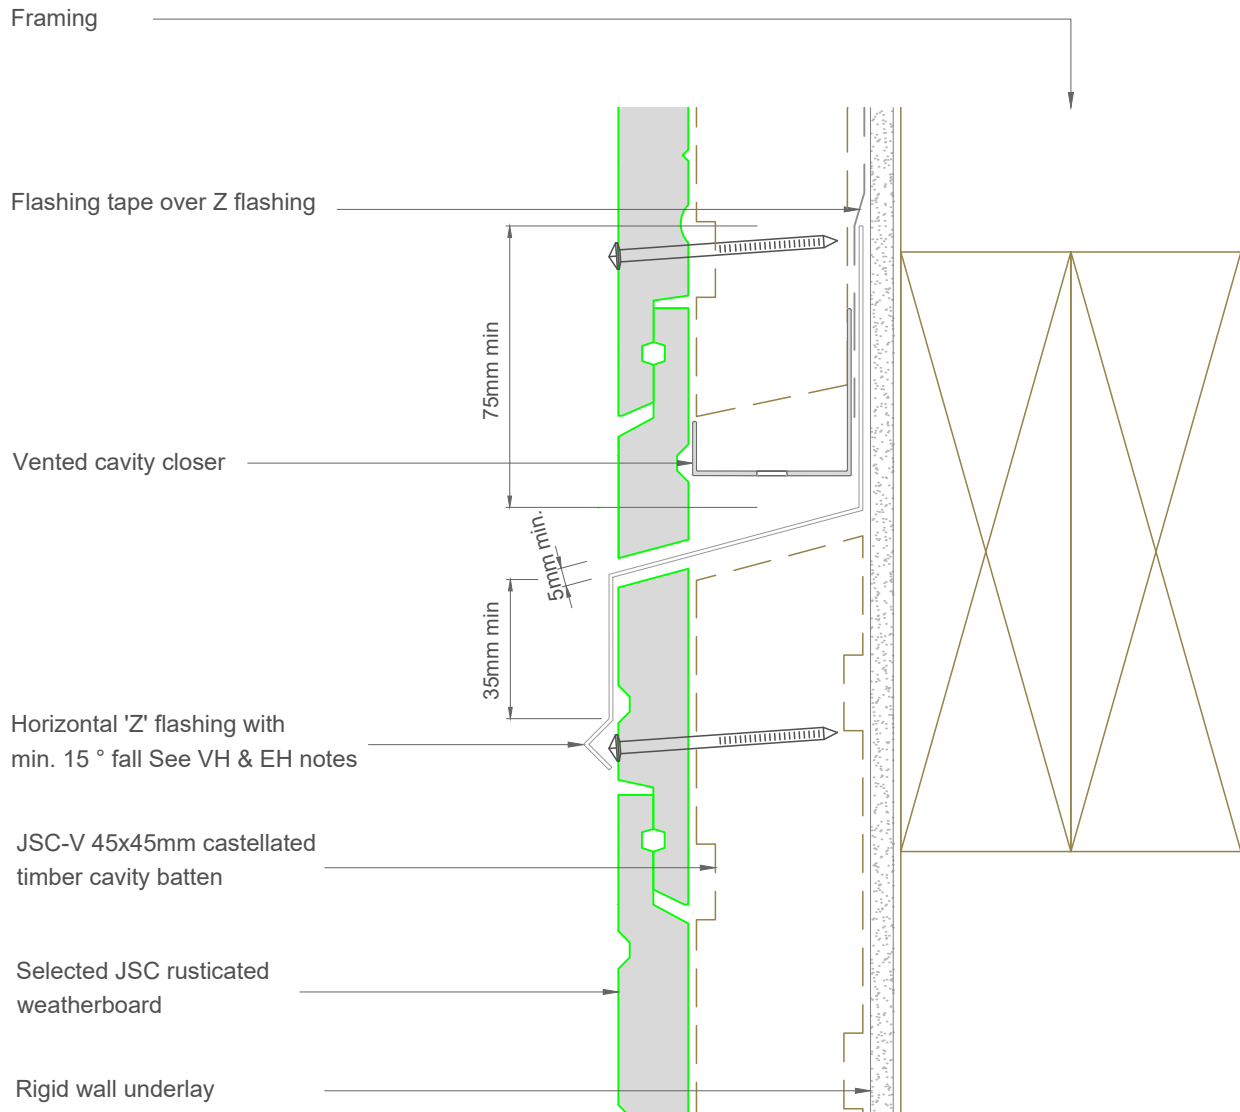 Framing
Flashing tape over Z flashing
75mm min
Vented cavity closer
5mm min.
35mm min
Horizontal 'Z' flashing with
min. 15 ° fall See VH & EH notes
JSC-V 45x45mm castellated
timber cavity batten
Selected JSC rusticated
weatherboard
Rigid wall underlay